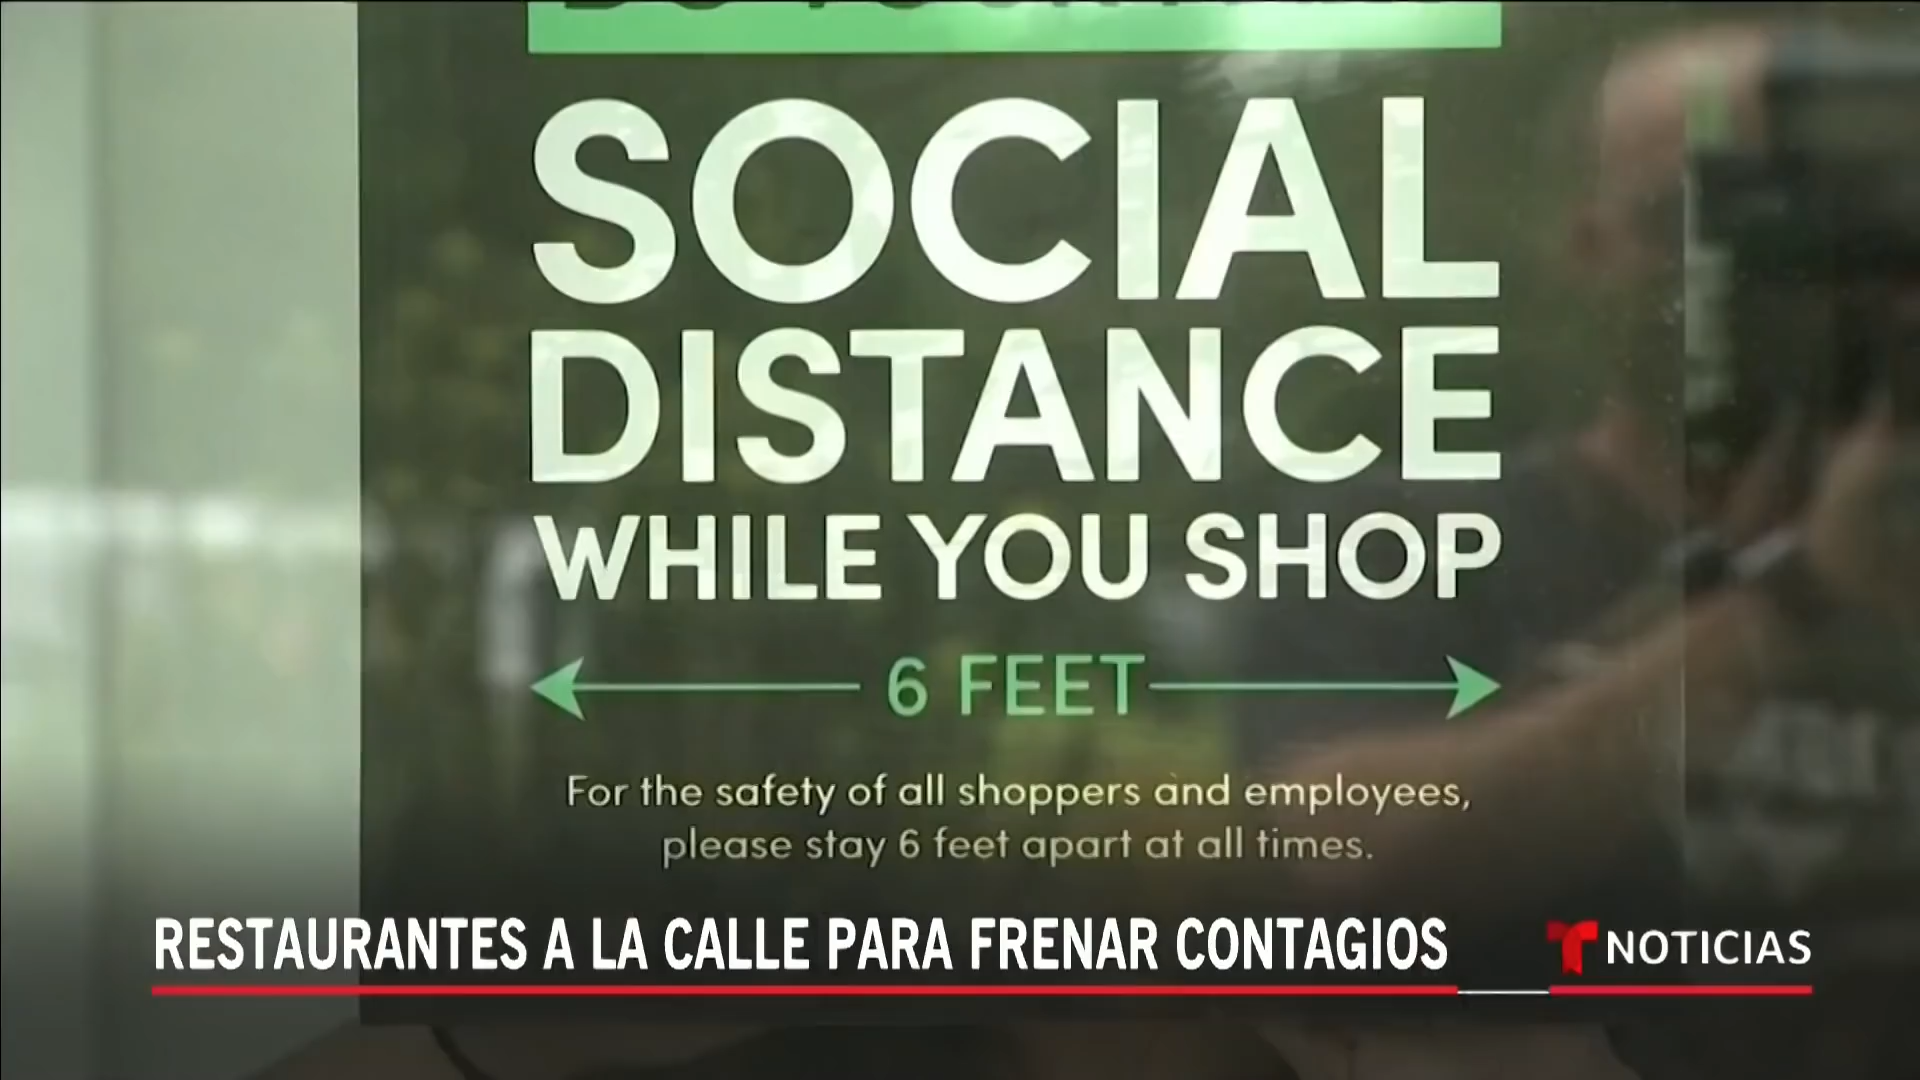 SOCIAL
DISTANCE
WHILE YOU SHOP
6 FEET
For the safety of all shoppers and employees,
please stay 6 feet apart at all times.
RESTAURANTES A LA CALLE PARA FRENAR CONTAGIOS
NOTICIAS